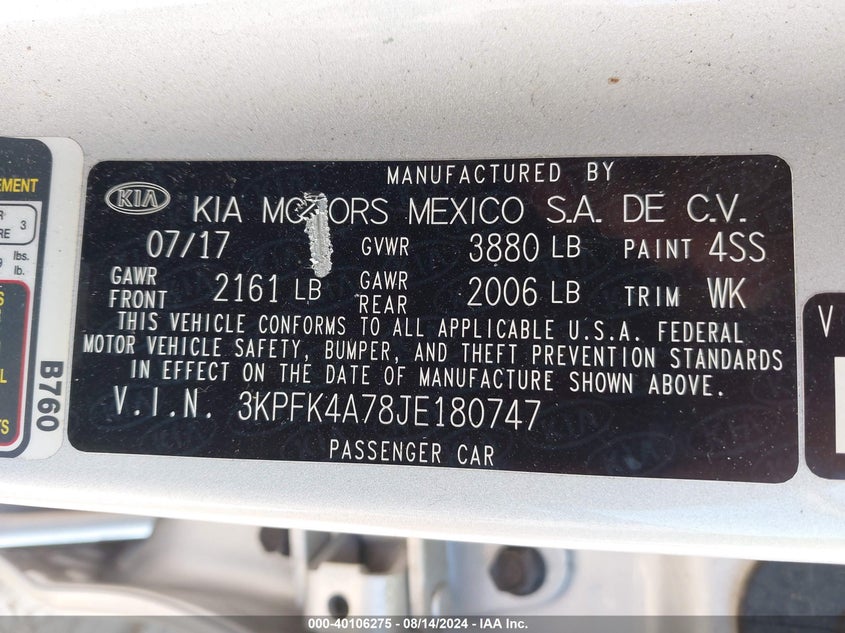 MANUFACTURED BY
KIA KIA MOTORS MEXICO S.A. DE C.V.
07/17 GVWR 3880 LB PAINT 4SS
GAWR FRONT 2161 LB GAWR REAR 2006 LB TRIM WK
THIS VEHICLE CONFORMS TO ALL APPLICABLE U.S.A. FEDERAL
MOTOR VEHICLE SAFETY, BUMPER, AND THEFT PREVENTION STANDARDS
IN EFFECT ON THE DATE OF MANUFACTURE SHOWN ABOVE.
V.I.N. 3KPFK4A78JE180747
PASSENGER CAR
EMENT
3
lbs.
lb.
B760
V
000-40106275 - 08/14/2024 - IAA Inc.